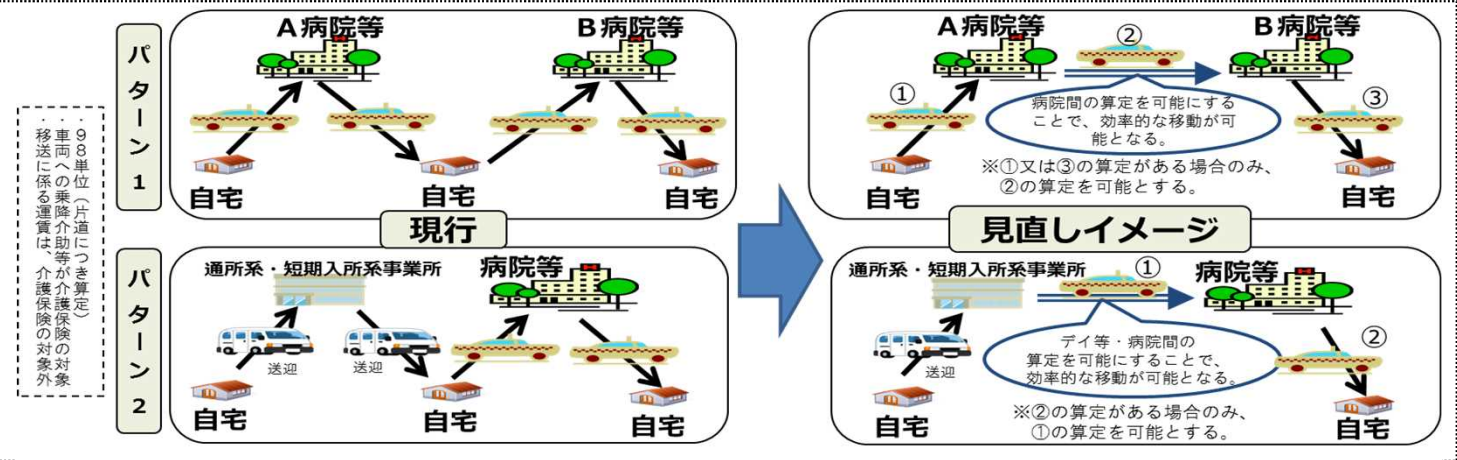 ・98単位（片道につき算定）
・車両への乗降介助等が介護保険の対象
・移送に係る運賃は、介護保険の対象外
パターン1
A病院等
B病院等
自宅
自宅
自宅
現行
パターン2
通所系・短期入所系事業所
病院等
送迎
送迎
自宅
自宅
自宅
A病院等
②
B病院等
①
③
病院間の算定を可能にする
ことで、効率的な移動が可
能となる。
※①又は③の算定がある場合のみ、
②の算定を可能とする。
自宅
自宅
見直しイメージ
通所系・短期入所系事業所
①
病院等
②
送迎
デイ等・病院間の
算定を可能にすることで、
効率的な移動が可能となる。
※②の算定がある場合のみ、
①の算定を可能とする。
自宅
自宅